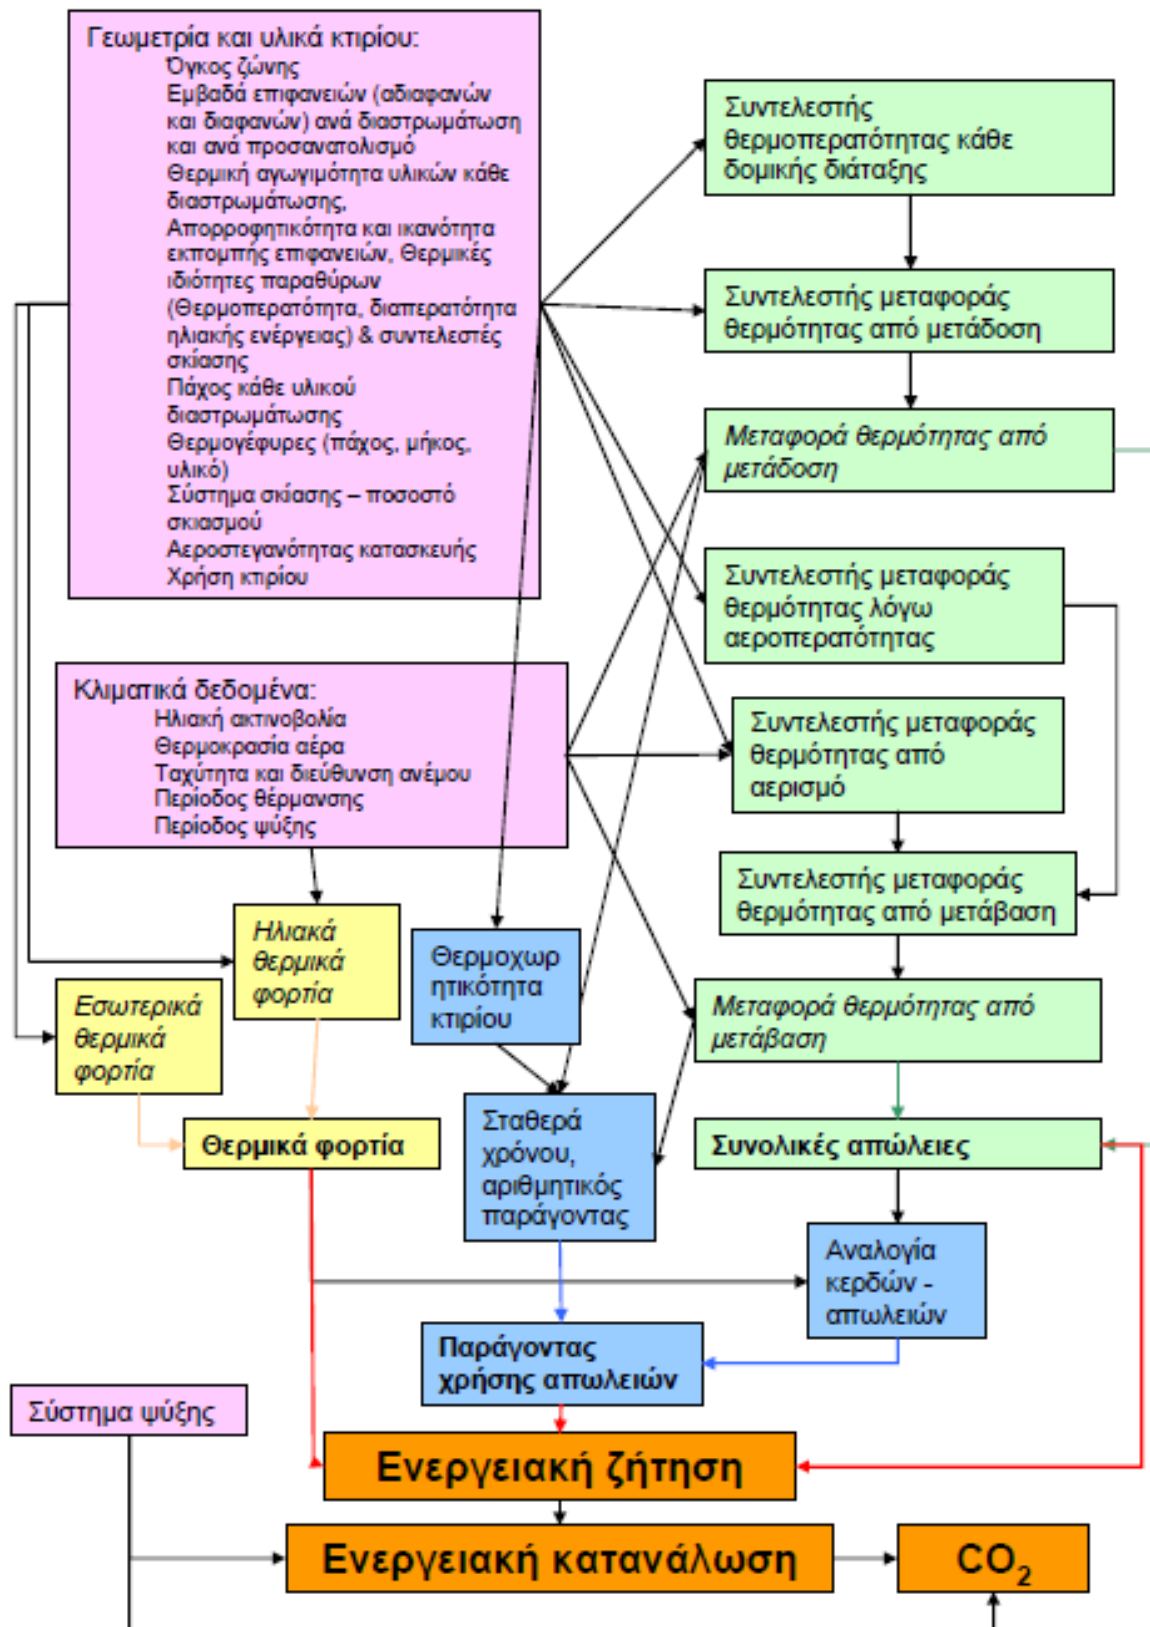 Γεωμετρία και υλικά κτιρίου:
Όγκος ζώνης
Εμβαδά επιφανειών (αδιαφανών
και διαφανών) ανά διαστρωμάτωση
και ανά προσανατολισμό
Θερμική αγωγιμότητα υλικών κάθε
διαστρωμάτωσης,
Απορροφητικότητα και ικανότητα
εκπομπής επιφανειών, Θερμικές
ιδιότητες παραθύρων
(Θερμοπερατότητα, διαπερατότητα
ηλιακής ενέργειας) & συντελεστές
σκίασης
Πάχος κάθε υλικού
διαστρωμάτωσης
Θερμογέφυρες (πάχος, μήκος,
υλικό)
Σύστημα σκίασης – ποσοστό
σκιασμού
Αεροστεγανότητας κατασκευής
Χρήση κτιρίου
Συντελεστής
θερμοπερατότητας κάθε
δομικής διάταξης
Συντελεστής μεταφοράς
θερμότητας από μετάδοση
Μεταφορά θερμότητας από
μετάδοση
Συντελεστής μεταφοράς
θερμότητας λόγω
αεροπερατότητας
Κλιματικά δεδομένα:
Ηλιακή ακτινοβολία
Θερμοκρασία αέρα
Ταχύτητα και διεύθυνση ανέμου
Περίοδος θέρμανσης
Περίοδος ψύξης
Συντελεστής μεταφοράς
θερμότητας από
αερισμό
Συντελεστής μεταφοράς
θερμότητας από μετάβαση
Ηλιακά
θερμικά
φορτία
Θερμοχωρ
ητικότητα
κτιρίου
Εσωτερικά
θερμικά
φορτία
Μεταφορά θερμότητας από
μετάβαση
Θερμικά φορτία
Σταθερά
χρόνου,
αριθμητικός
παράγοντας
Συνολικές απώλειες
Αναλογία
κερδών -
απωλειών
Παράγοντας
χρήσης απωλειών
Σύστημα ψύξης
Ενεργειακή ζήτηση
Ενεργειακή κατανάλωση
CO₂